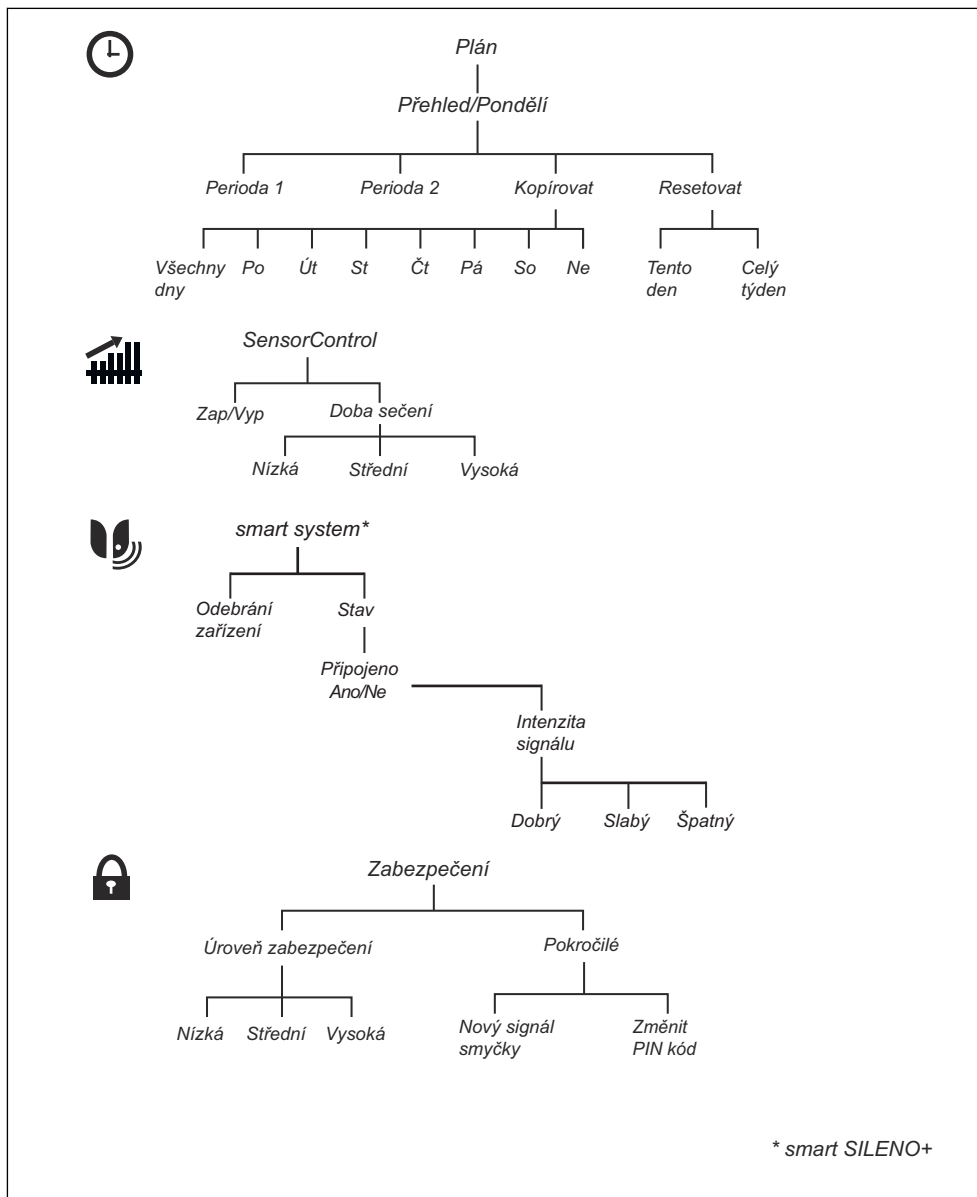 Plán
Přehled/Pondělí
Perioda 1 Perioda 2 Kopírovat Resetovat
Všechny Po Út St Čt Pá So Ne Tento Celý
dny den týden
SensorControl
Zap/Vyp Doba sečení
Nízká Střední Vysoká
smart system*
Odebrání Stav
zařízení
Připojeno
Ano/Ne
Intenzita
signálu
Dobrý Slabý Špatný
Zabezpečení
Úroveň zabezpečení Pokročilé
Nízká Střední Vysoká Nový signál Změnit
smyčky PIN kód
* smart SILENO+